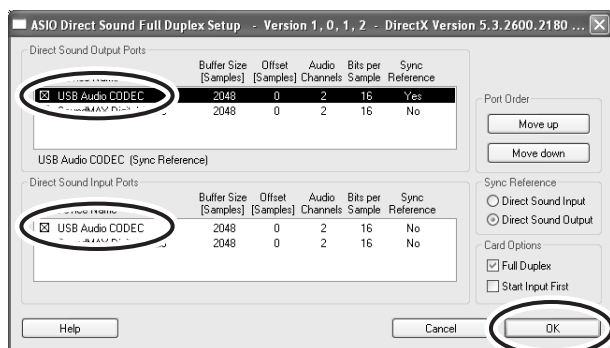 ASIO Direct Sound Full Duplex Setup - Version 1, 0, 1, 2 - DirectX Version 5.3.2600.2180 ...
Direct Sound Output Ports
Buffer Size Offset Audio Bits per Sync
[Samples] [Samples] Channels Sample Reference
USB Audio CODEC 2048 0 2 16 Yes
2048 0 2 16 No
USB Audio CODEC (Sync Reference)
Direct Sound Input Ports
Buffer Size Offset Audio Bits per Sync
[Samples] [Samples] Channels Sample Reference
USB Audio CODEC 2048 0 2 16 No
2048 0 2 16 No
Port Order
Move up
Move down
Sync Reference
Direct Sound Input
Direct Sound Output
Card Options
Full Duplex
Start Input First
Help
Cancel
OK